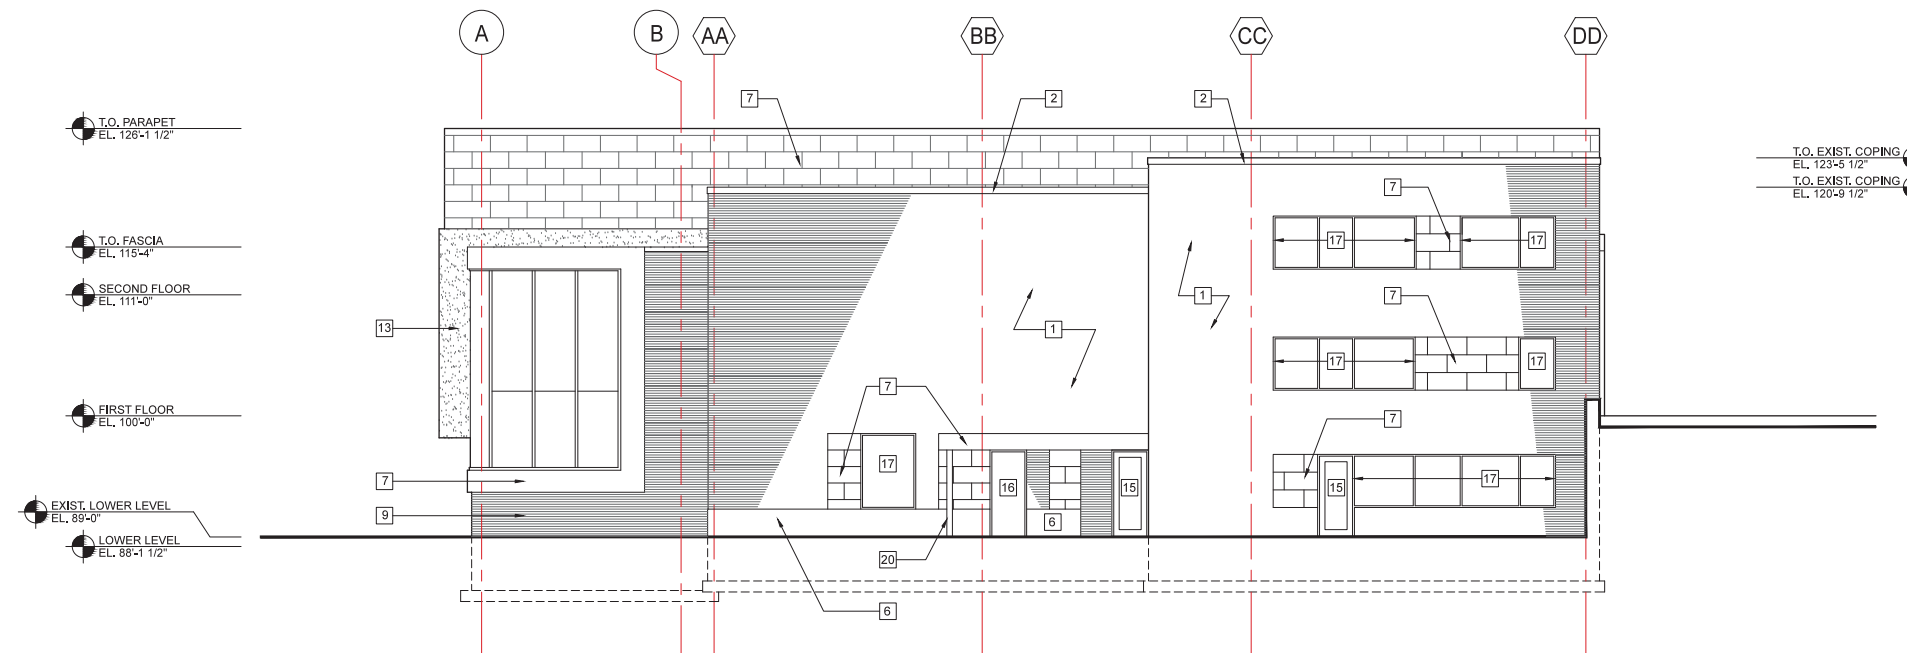 A
B
AA
BB
CC
DD
7
2
2
T.O. PARAPET
EL. 126'-1 1/2"
T.O. EXIST. COPING
EL. 123'-5 1/2"
T.O. EXIST. COPING
EL. 120'-9 1/2"
7
T.O. FASCIA
EL. 115'-4"
17
17
SECOND FLOOR
EL. 111'-0"
1
7
13
1
17
7
17
7
FIRST FLOOR
EL. 100'-0"
7
17
7
17
16
15
15
17
EXIST. LOWER LEVEL
EL. 89'-0"
9
6
LOWER LEVEL
EL. 88'-1 1/2"
20
6